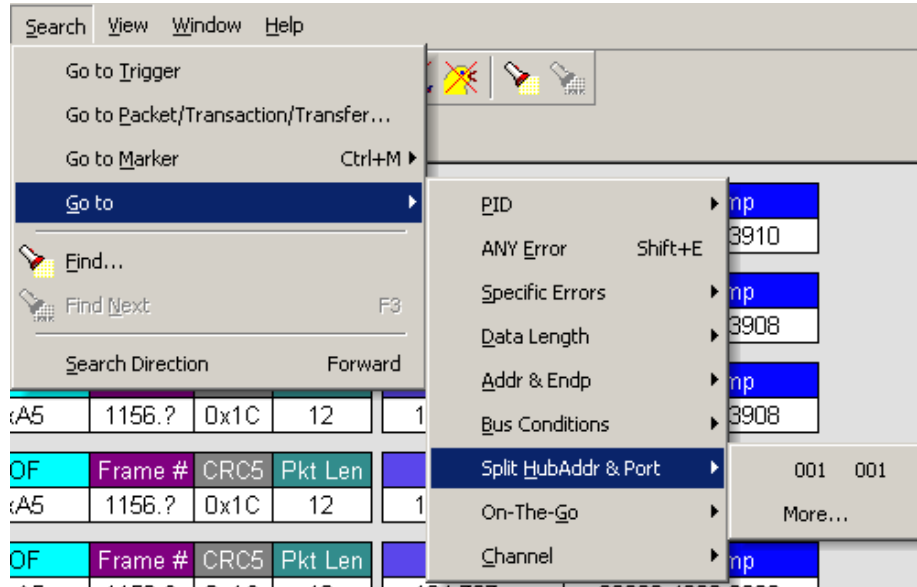 Search View Window Help
Go to Trigger
Go to Packet/Transaction/Transfer...
Go to Marker Ctrl+M
Go to
Find...
Find Next F3
Search Direction Forward
PID
ANY Error Shift+E
Specific Errors
Data Length
Addr & Endp
Bus Conditions
Split HubAddr & Port
On-The-Go
Channel
001 001
More...
mp
3910
mp
3908
mp
3908
xA5 1156.? 0x1C 12 1
OF Frame # CRC5 Pkt Len
xA5 1156.? 0x1C 12 1
OF Frame # CRC5 Pkt Len mp